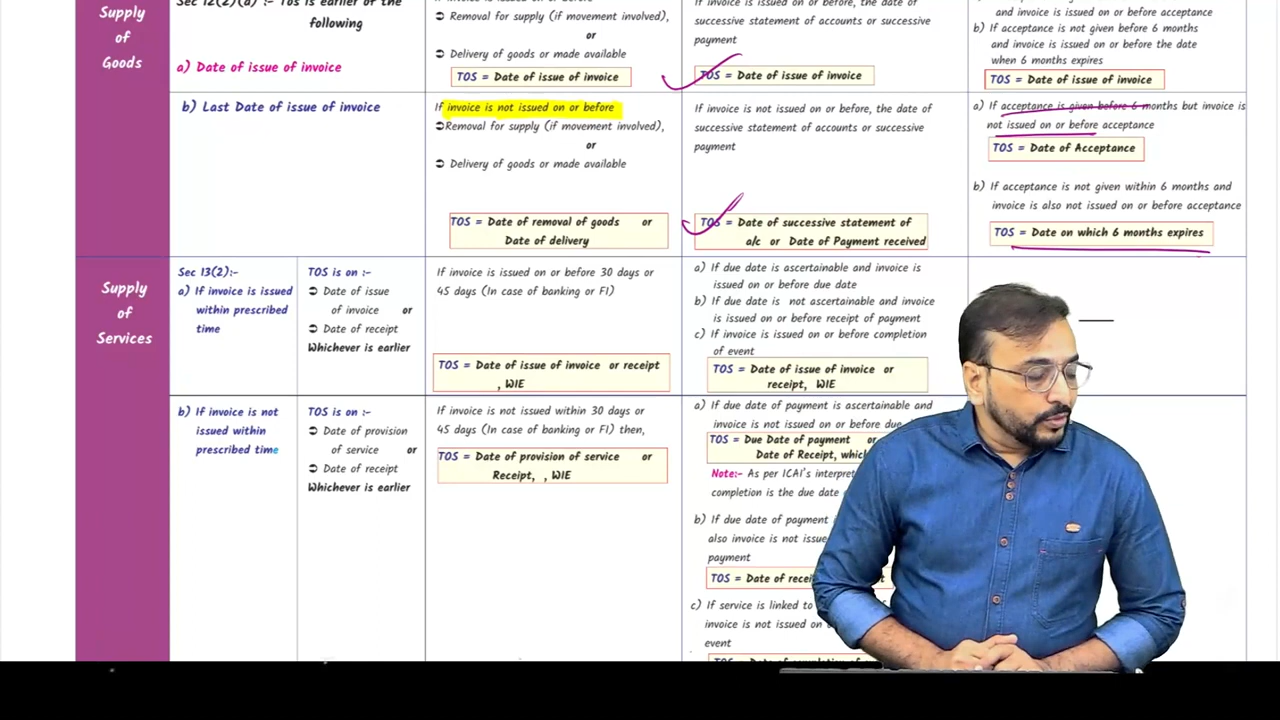 Supply
of
Goods
Sec 12(2)(a) :- Tos is earlier of the
following
a) Date of issue of invoice
➲ Removal for supply (if movement involved),
or
➲ Delivery of goods or made available
TOS = Date of issue of invoice
If invoice is issued on or before, the date of
successive statement of accounts or successive
payment
TOS = Date of issue of invoice
and invoice is issued on or before acceptance
b) If acceptance is not given before 6 months
and invoice is issued on or before the date
when 6 months expires
TOS = Date of issue of invoice
b) Last Date of issue of invoice
If invoice is not issued on or before
➲Removal for supply (if movement involved),
or
➲ Delivery of goods or made available
TOS = Date of removal of goods or
Date of delivery
If invoice is not issued on or before, the date of
successive statement of accounts or successive
payment
TOS = Date of successive statement of
a/c or Date of Payment received
a) If acceptance is given before 6 months but invoice is
not issued on or before acceptance
TOS = Date of Acceptance
b) If acceptance is not given within 6 months and
invoice is also not issued on or before acceptance
TOS = Date on which 6 months expires
Supply
of
Services
Sec 13(2):-
a) If invoice is issued
within prescribed
time
TOS is on :-
➲ Date of issue
of invoice or
➲ Date of receipt
Whichever is earlier
If invoice is issued on or before 30 days or
45 days (In case of banking or FI)
TOS = Date of issue of invoice or receipt
, WIE
a) If due date is ascertainable and invoice is
issued on or before due date
b) If due date is not ascertainable and invoice
is issued on or before receipt of payment
c) If invoice is issued on or before completion
of event
TOS = Date of issue of invoice or
receipt, WIE
b) If invoice is not
issued within
prescribed time
TOS is on :-
➲ Date of provision
of service or
➲ Date of receipt
Whichever is earlier
If invoice is not issued within 30 days or
45 days (In case of banking or FI) then,
TOS = Date of provision of service or
Receipt, , WIE
a) If due date of payment is ascertainable and
invoice is not issued on or before due
TOS = Due Date of payment or
Date of Receipt,
Note:- As per ICAI's
completion is the due date
b) If due date of payment
also invoice is not
payment
TOS = Date of
c) If service is linked to
invoice is not issued on
event